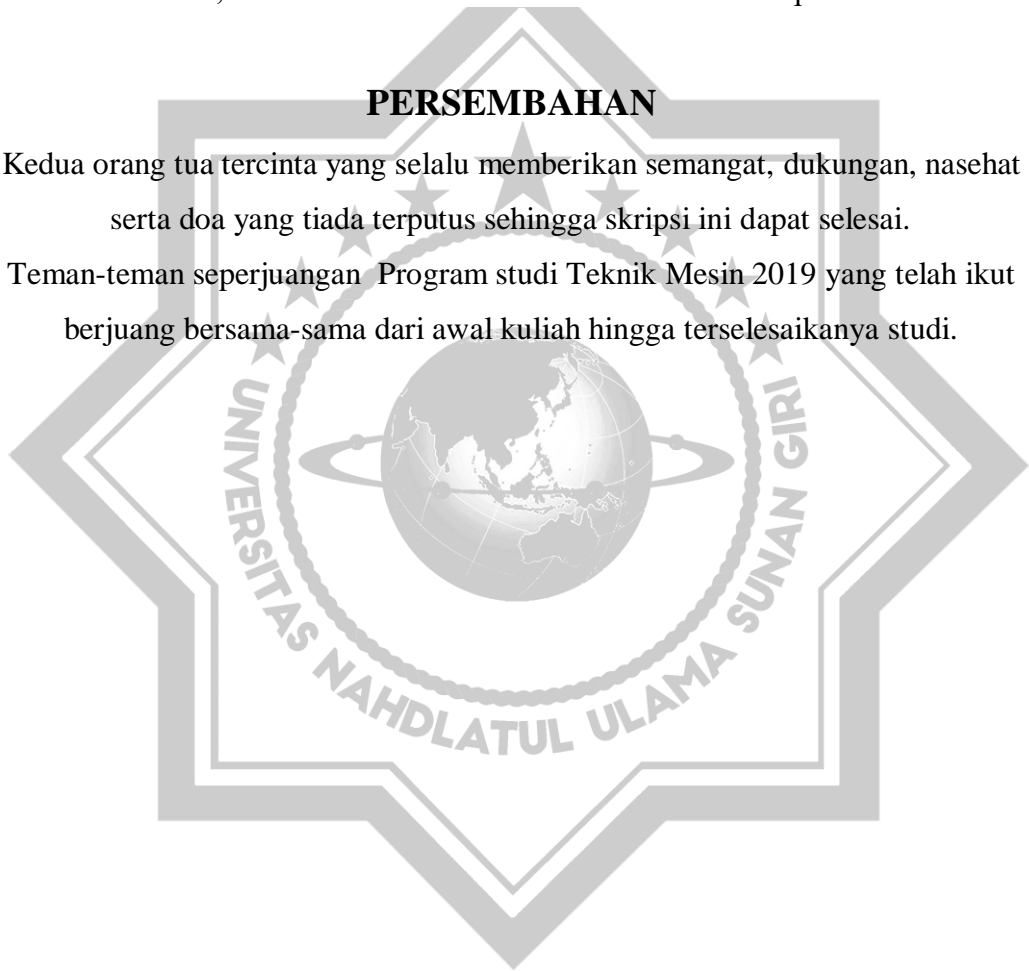 PERSEMBAHAN
Kedua orang tua tercinta yang selalu memberikan semangat, dukungan, nasehat
serta doa yang tiada terputus sehingga skripsi ini dapat selesai.
Teman-teman seperjuangan Program studi Teknik Mesin 2019 yang telah ikut
berjuang bersama-sama dari awal kuliah hingga terselesaikanya studi.
UNIVERSITAS NAHDLATUL ULAMA SUNAN GIRI